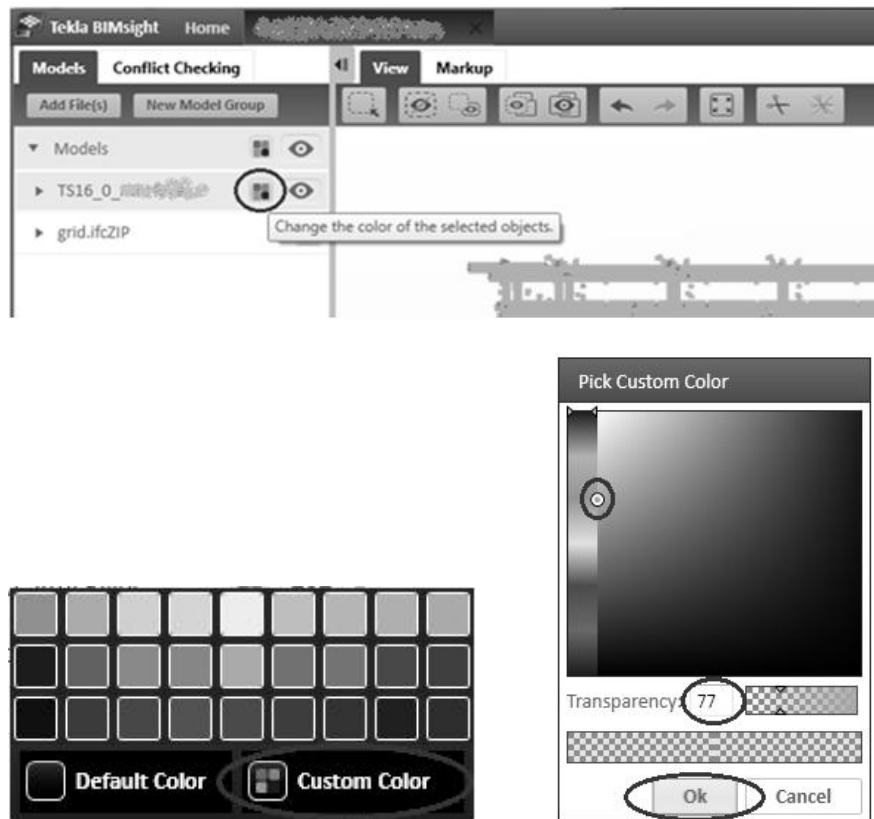 Tekla BIMsight Home
Models Conflict Checking View Markup
Add File(s) New Model Group
Models
TS16_0_
Change the color of the selected objects.
grid.ifcZIP
Pick Custom Color
Transparency: 77
Default Color Custom Color
Ok Cancel